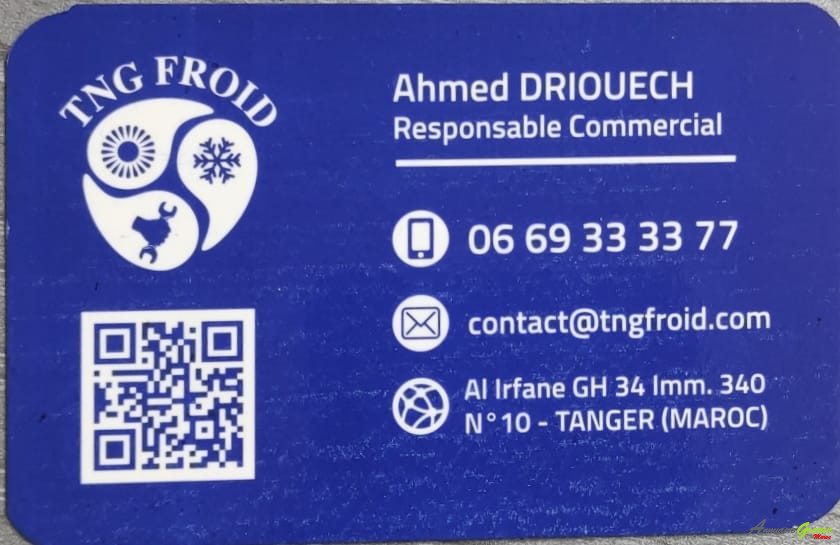 TNG FROID
Ahmed DRIOUECH
Responsable Commercial
06 69 33 33 77
contact@tngfroid.com
Al Irfane GH 34 Imm. 340
N°10 - TANGER (MAROC)